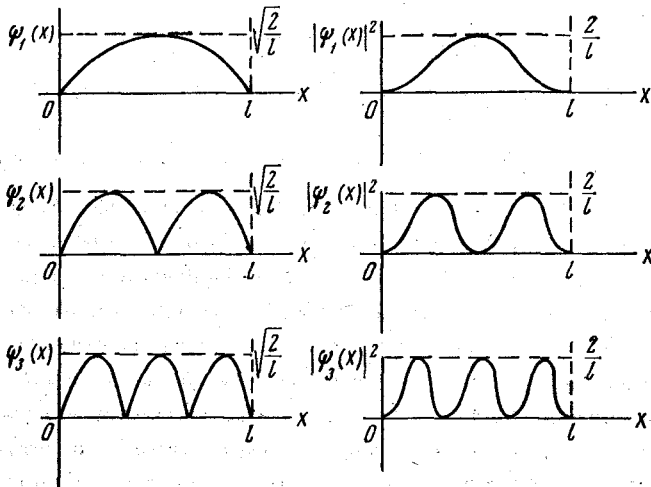 ψ₁(x) √2/l |ψ₁(x)|² 2/l
0 l x 0 l x
ψ₂(x) √2/l |ψ₂(x)|² 2/l
0 l x 0 l x
ψ₃(x) √2/l |ψ₃(x)|² 2/l
0 l x 0 l x